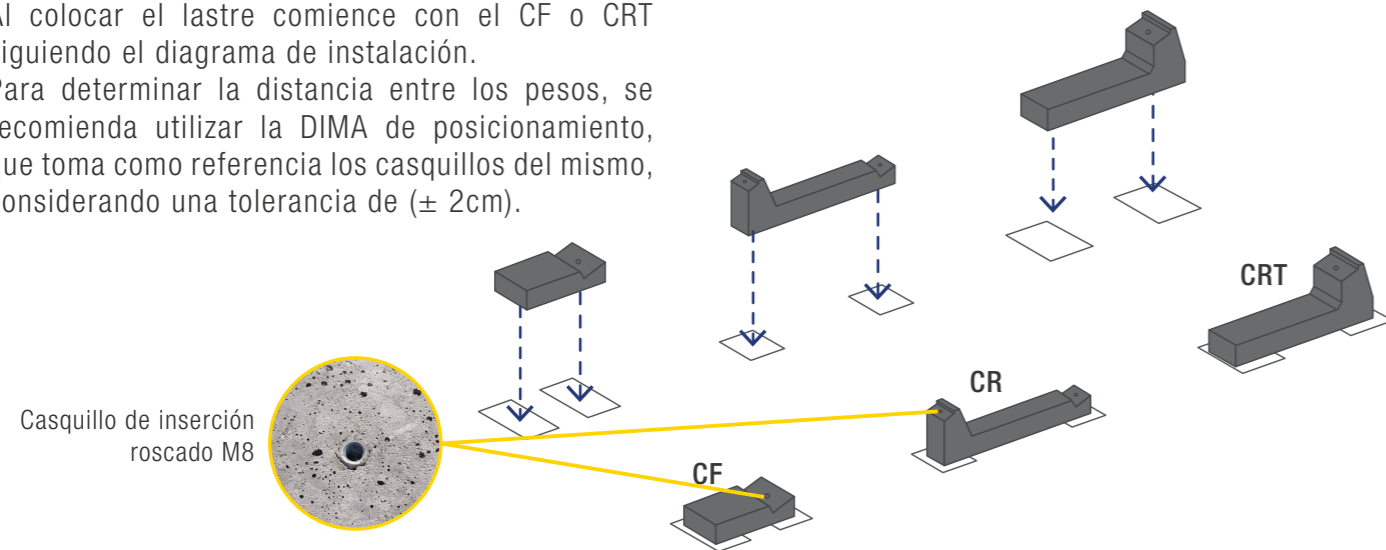 Al colocar el lastre comience con el CF o CRT
siguiendo el diagrama de instalación.
Para determinar la distancia entre los pesos, se
recomienda utilizar la DIMA de posicionamiento,
que toma como referencia los casquillos del mismo,
considerando una tolerancia de (± 2cm).
CRT
CR
Casquillo de inserción
roscado M8
CF